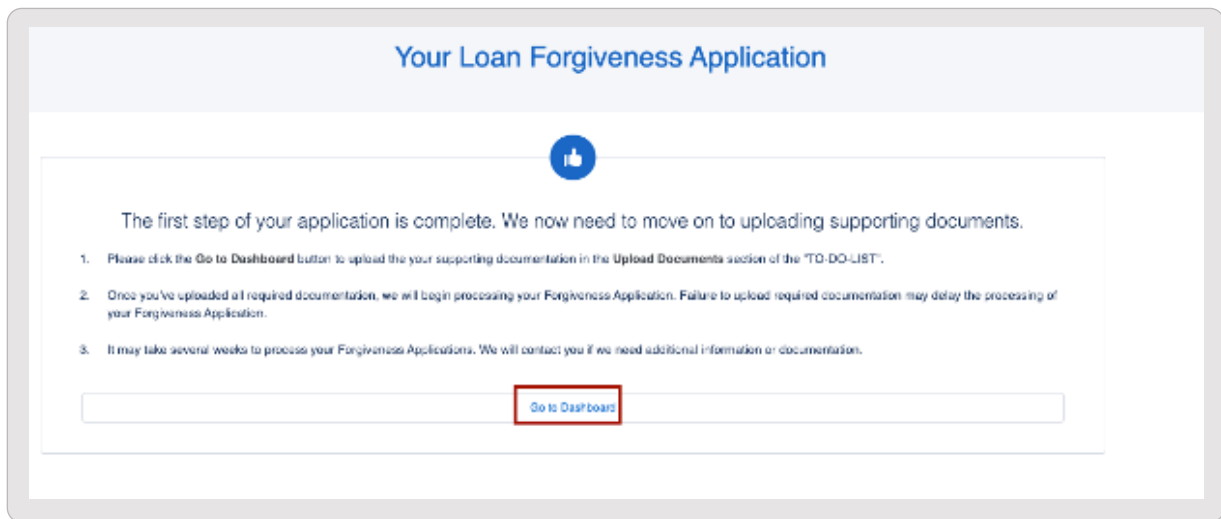 Your Loan Forgiveness Application
The first step of your application is complete. We now need to move on to uploading supporting documents.
1. Please click the Go to Dashboard button to upload the your supporting documentation in the Upload Documents section of the "TO-DO-LIST".
2. Once you've uploaded all required documentation, we will begin processing your Forgiveness Application. Failure to upload required documentation may delay the processing of
your Forgiveness Application.
3. It may take several weeks to process your Forgiveness Applications. We will contact you if we need additional information or documentation.
Go to Dashboard